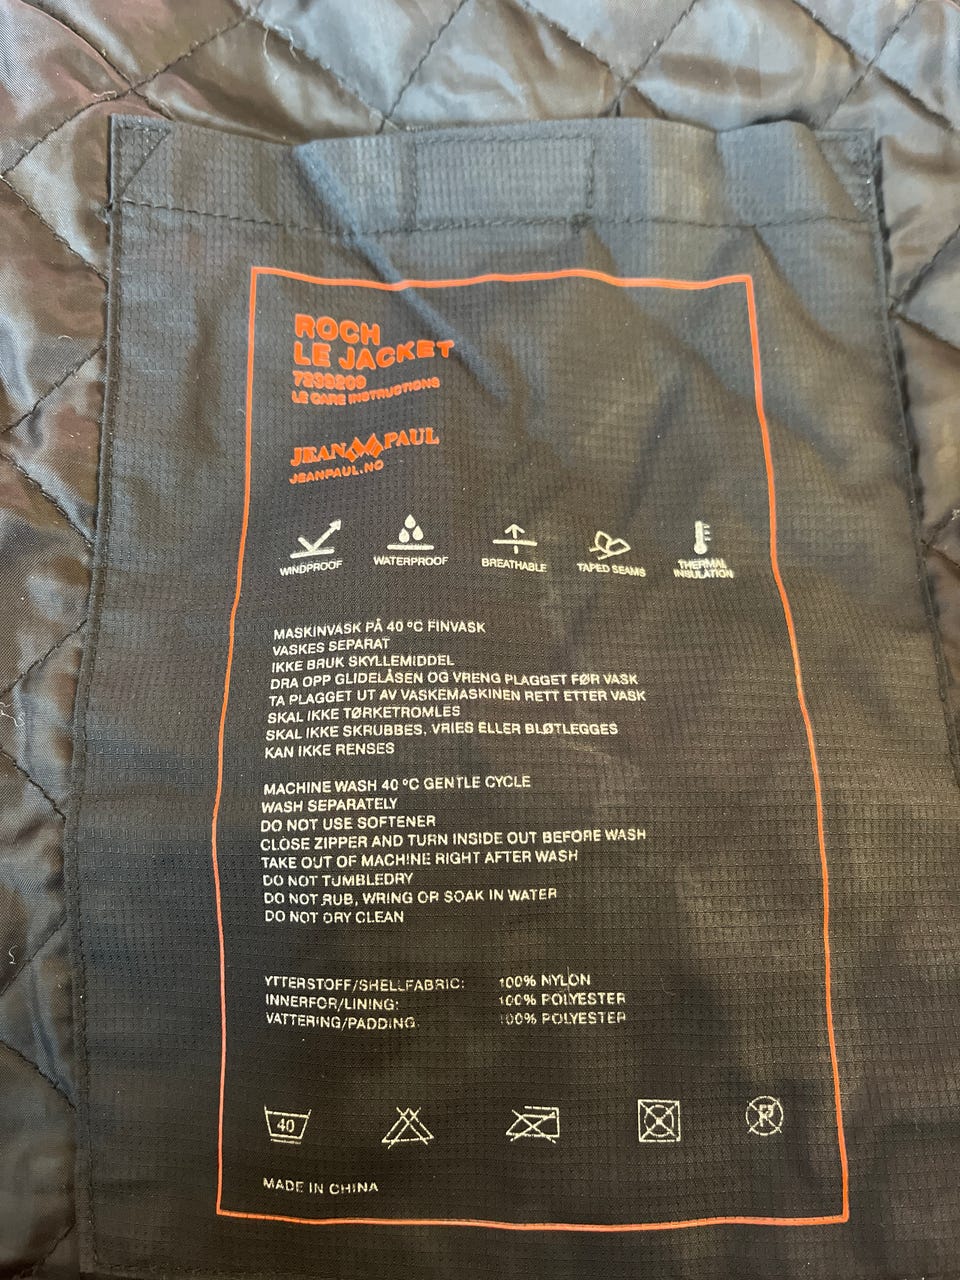 ROCH
LE JACKET
7239209
LE CARE INSTRUCTIONS
JEAN PAUL
JEANPAUL.NO
WINDPROOF
WATERPROOF
BREATHABLE
TAPED SEAMS
THERMAL
INSULATION
MASKINVASK PÅ 40 °C FINVASK
VASKES SEPARAT
IKKE BRUK SKYLLEMIDDEL
DRA OPP GLIDELÅSEN OG VRENG PLAGGET FØR VASK
TA PLAGGET UT AV VASKEMASKINEN RETT ETTER VASK
SKAL IKKE TØRKETROMLES
SKAL IKKE SKRUBBES, VRIES ELLER BLØTLEGGES
KAN IKKE RENSES
MACHINE WASH 40 °C GENTLE CYCLE
WASH SEPARATELY
DO NOT USE SOFTENER
CLOSE ZIPPER AND TURN INSIDE OUT BEFORE WASH
TAKE OUT OF MACHINE RIGHT AFTER WASH
DO NOT TUMBLEDRY
DO NOT RUB, WRING OR SOAK IN WATER
DO NOT DRY CLEAN
YTTERSTOFF/SHELLFABRIC: 100% NYLON
INNERFOR/LINING: 100% POLYESTER
VATTERING/PADDING: 100% POLYESTER
40 P
MADE IN CHINA